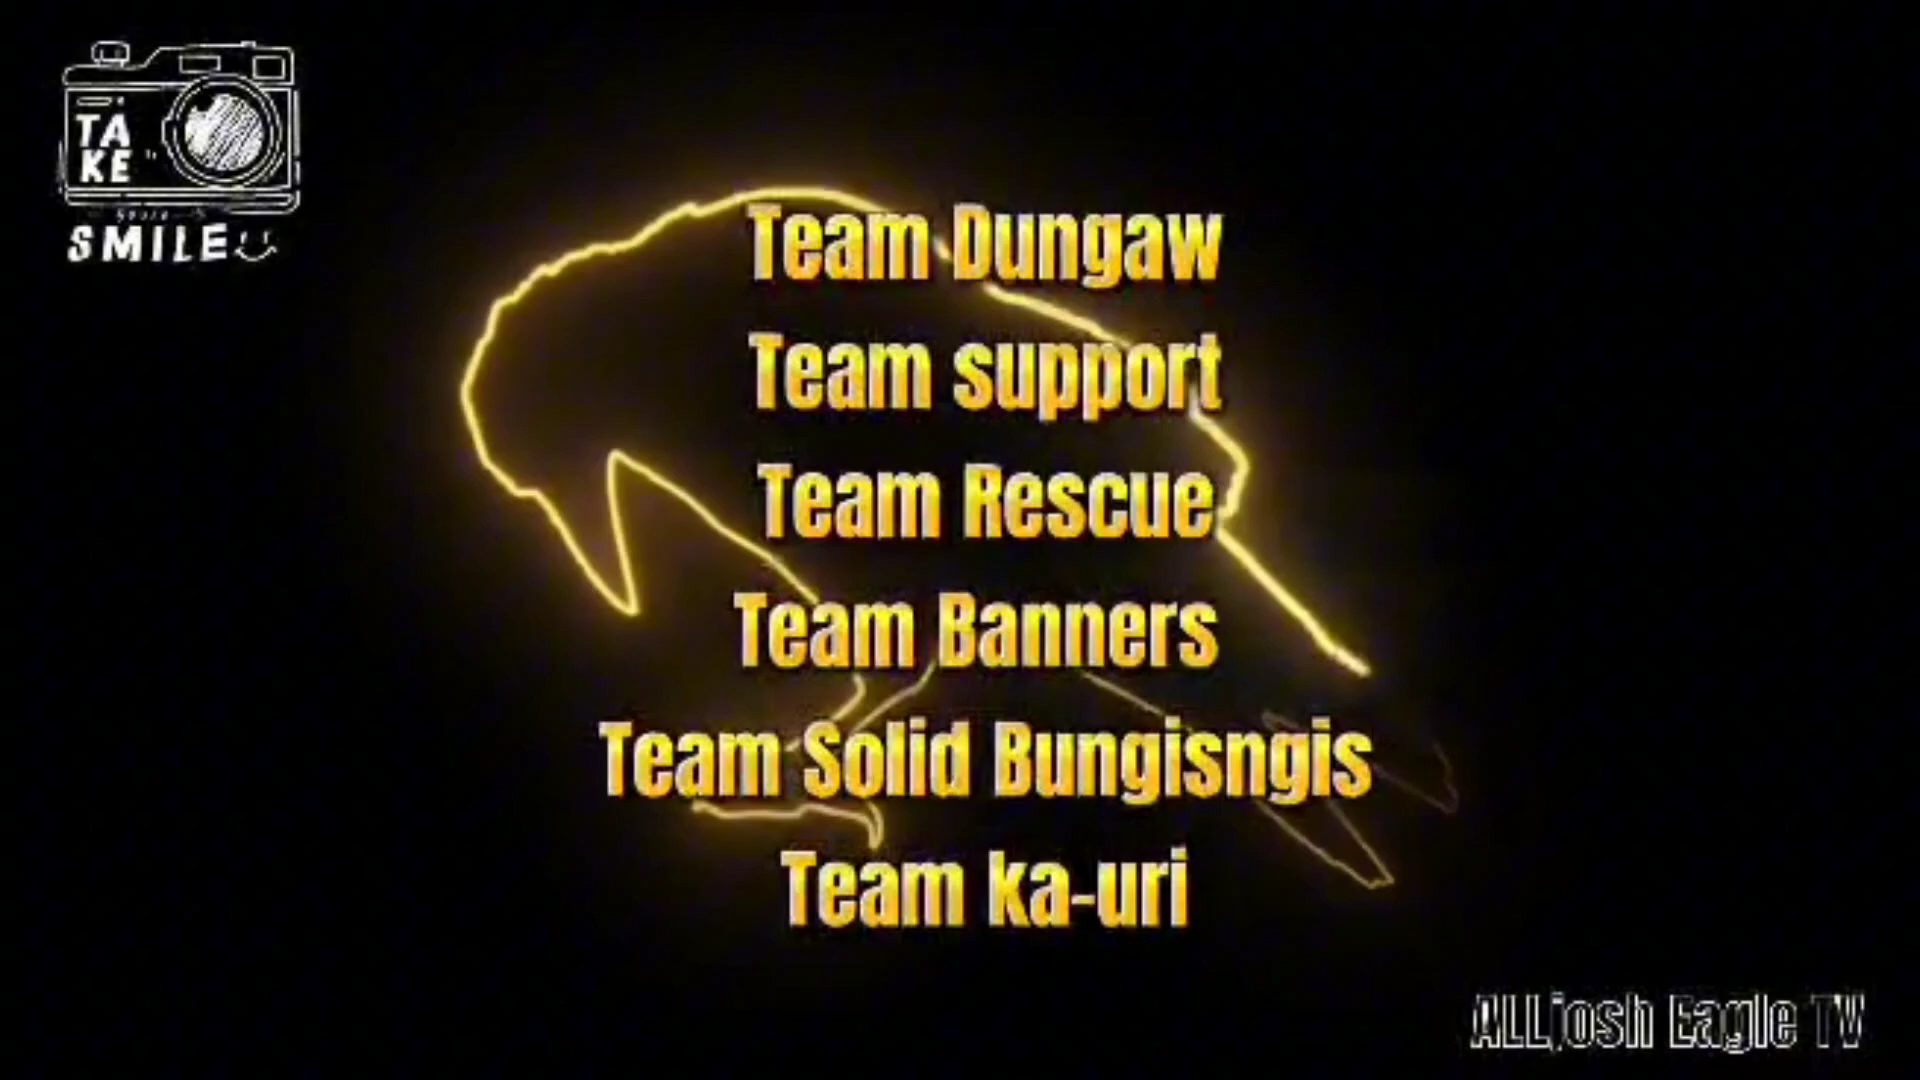 TA
KE
SMILE
Team Dungaw
Team support
Team Rescue
Team Banners
Team Solid Bungisngis
Team ka-uri
ALLjosh Eagle TV